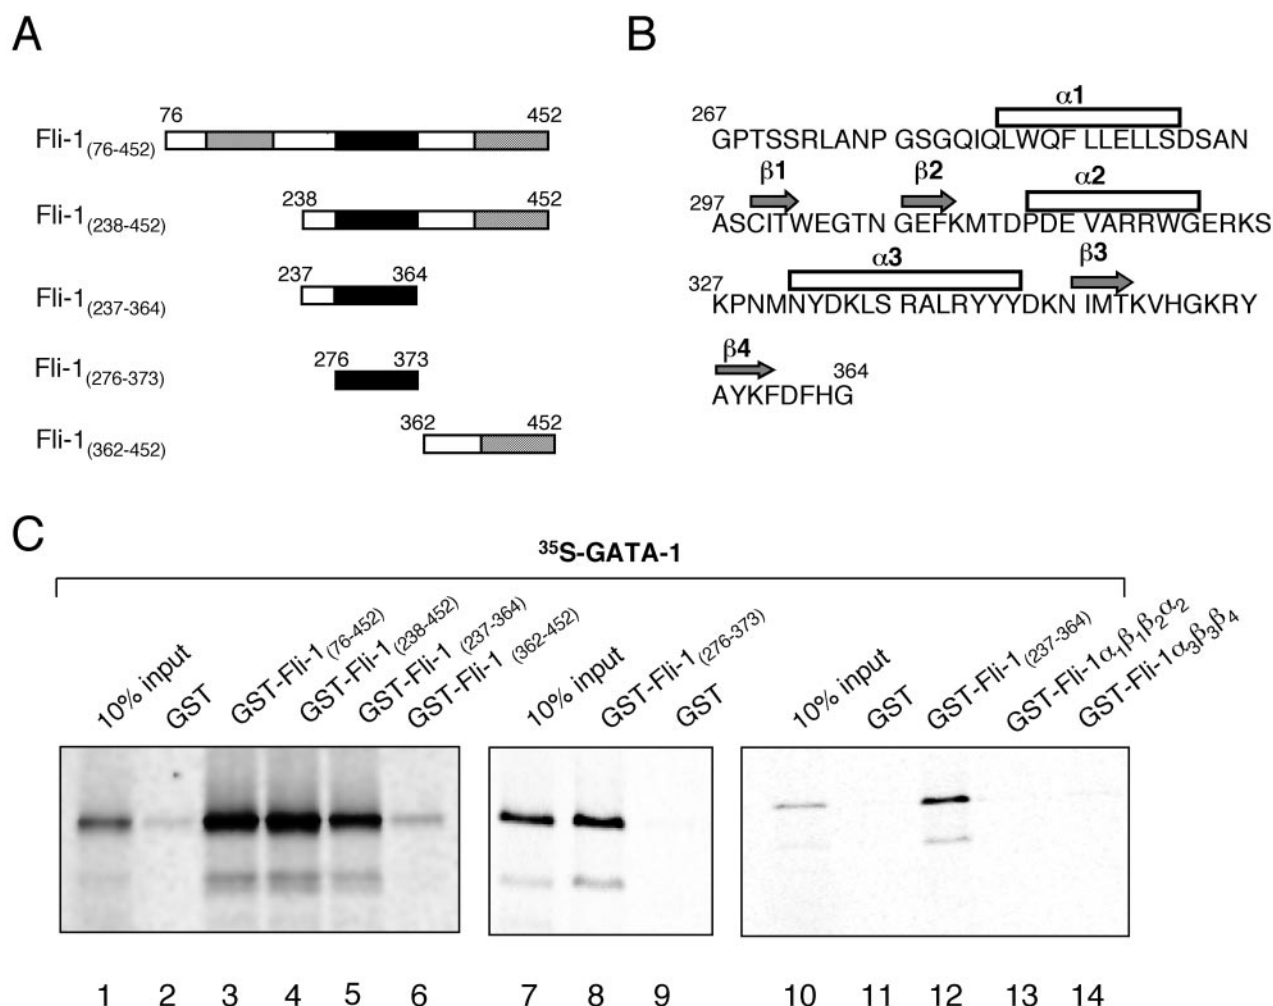 A
76 452
Fli-1(76-452)
238 452
Fli-1(238-452)
237 364
Fli-1(237-364)
276 373
Fli-1(276-373)
362 452
Fli-1(362-452)
B
α1
267 GPTSSRLANP GSGQIQLWQF LLELLSDSAN
β1 β2 α2
297 ASCITWEGTN GEFKMTDPDE VARRWGERKS
α3 β3
327 KPNMNYDKLS RALRYYYDKN IMTKVHGKRY
β4 364
AYKFDFHG
C
35S-GATA-1
10% input
GST
GST-Fli-1(76-452)
GST-Fli-1(238-452)
GST-Fli-1(237-364)
GST-Fli-1(362-452)
10% input
GST-Fli-1(276-373)
GST
10% input
GST
GST-Fli-1(237-364)
GST-Fli-1α1β1β2α2
GST-Fli-1α3β3β4
1 2 3 4 5 6 7 8 9 10 11 12 13 14